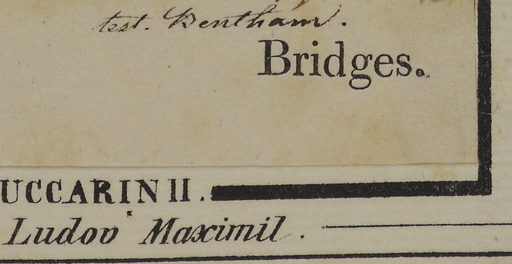 test. Bentham.
Bridges.
UCCARINII.
Ludov Maximil.